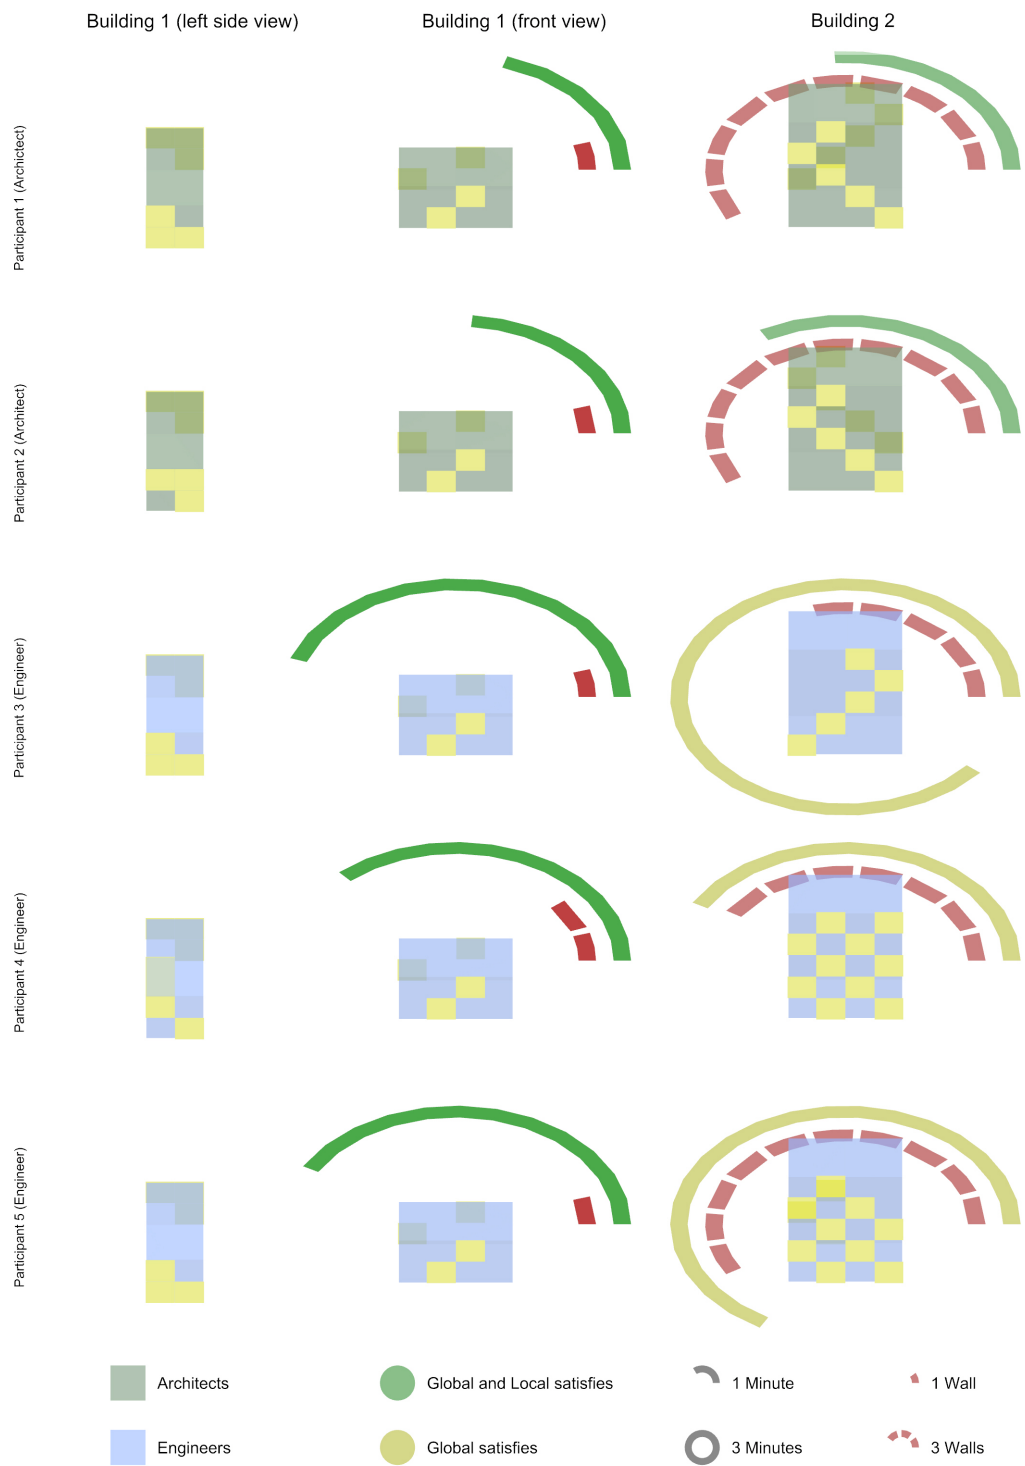 Building 1 (left side view)
Building 1 (front view)
Building 2
Participant 1 (Archictect)
Participant 2 (Architect)
Participant 3 (Engineer)
Participant 4 (Engineer)
Participant 5 (Engineer)
Architects
Global and Local satisfies
1 Minute
1 Wall
Engineers
Global satisfies
3 Minutes
3 Walls